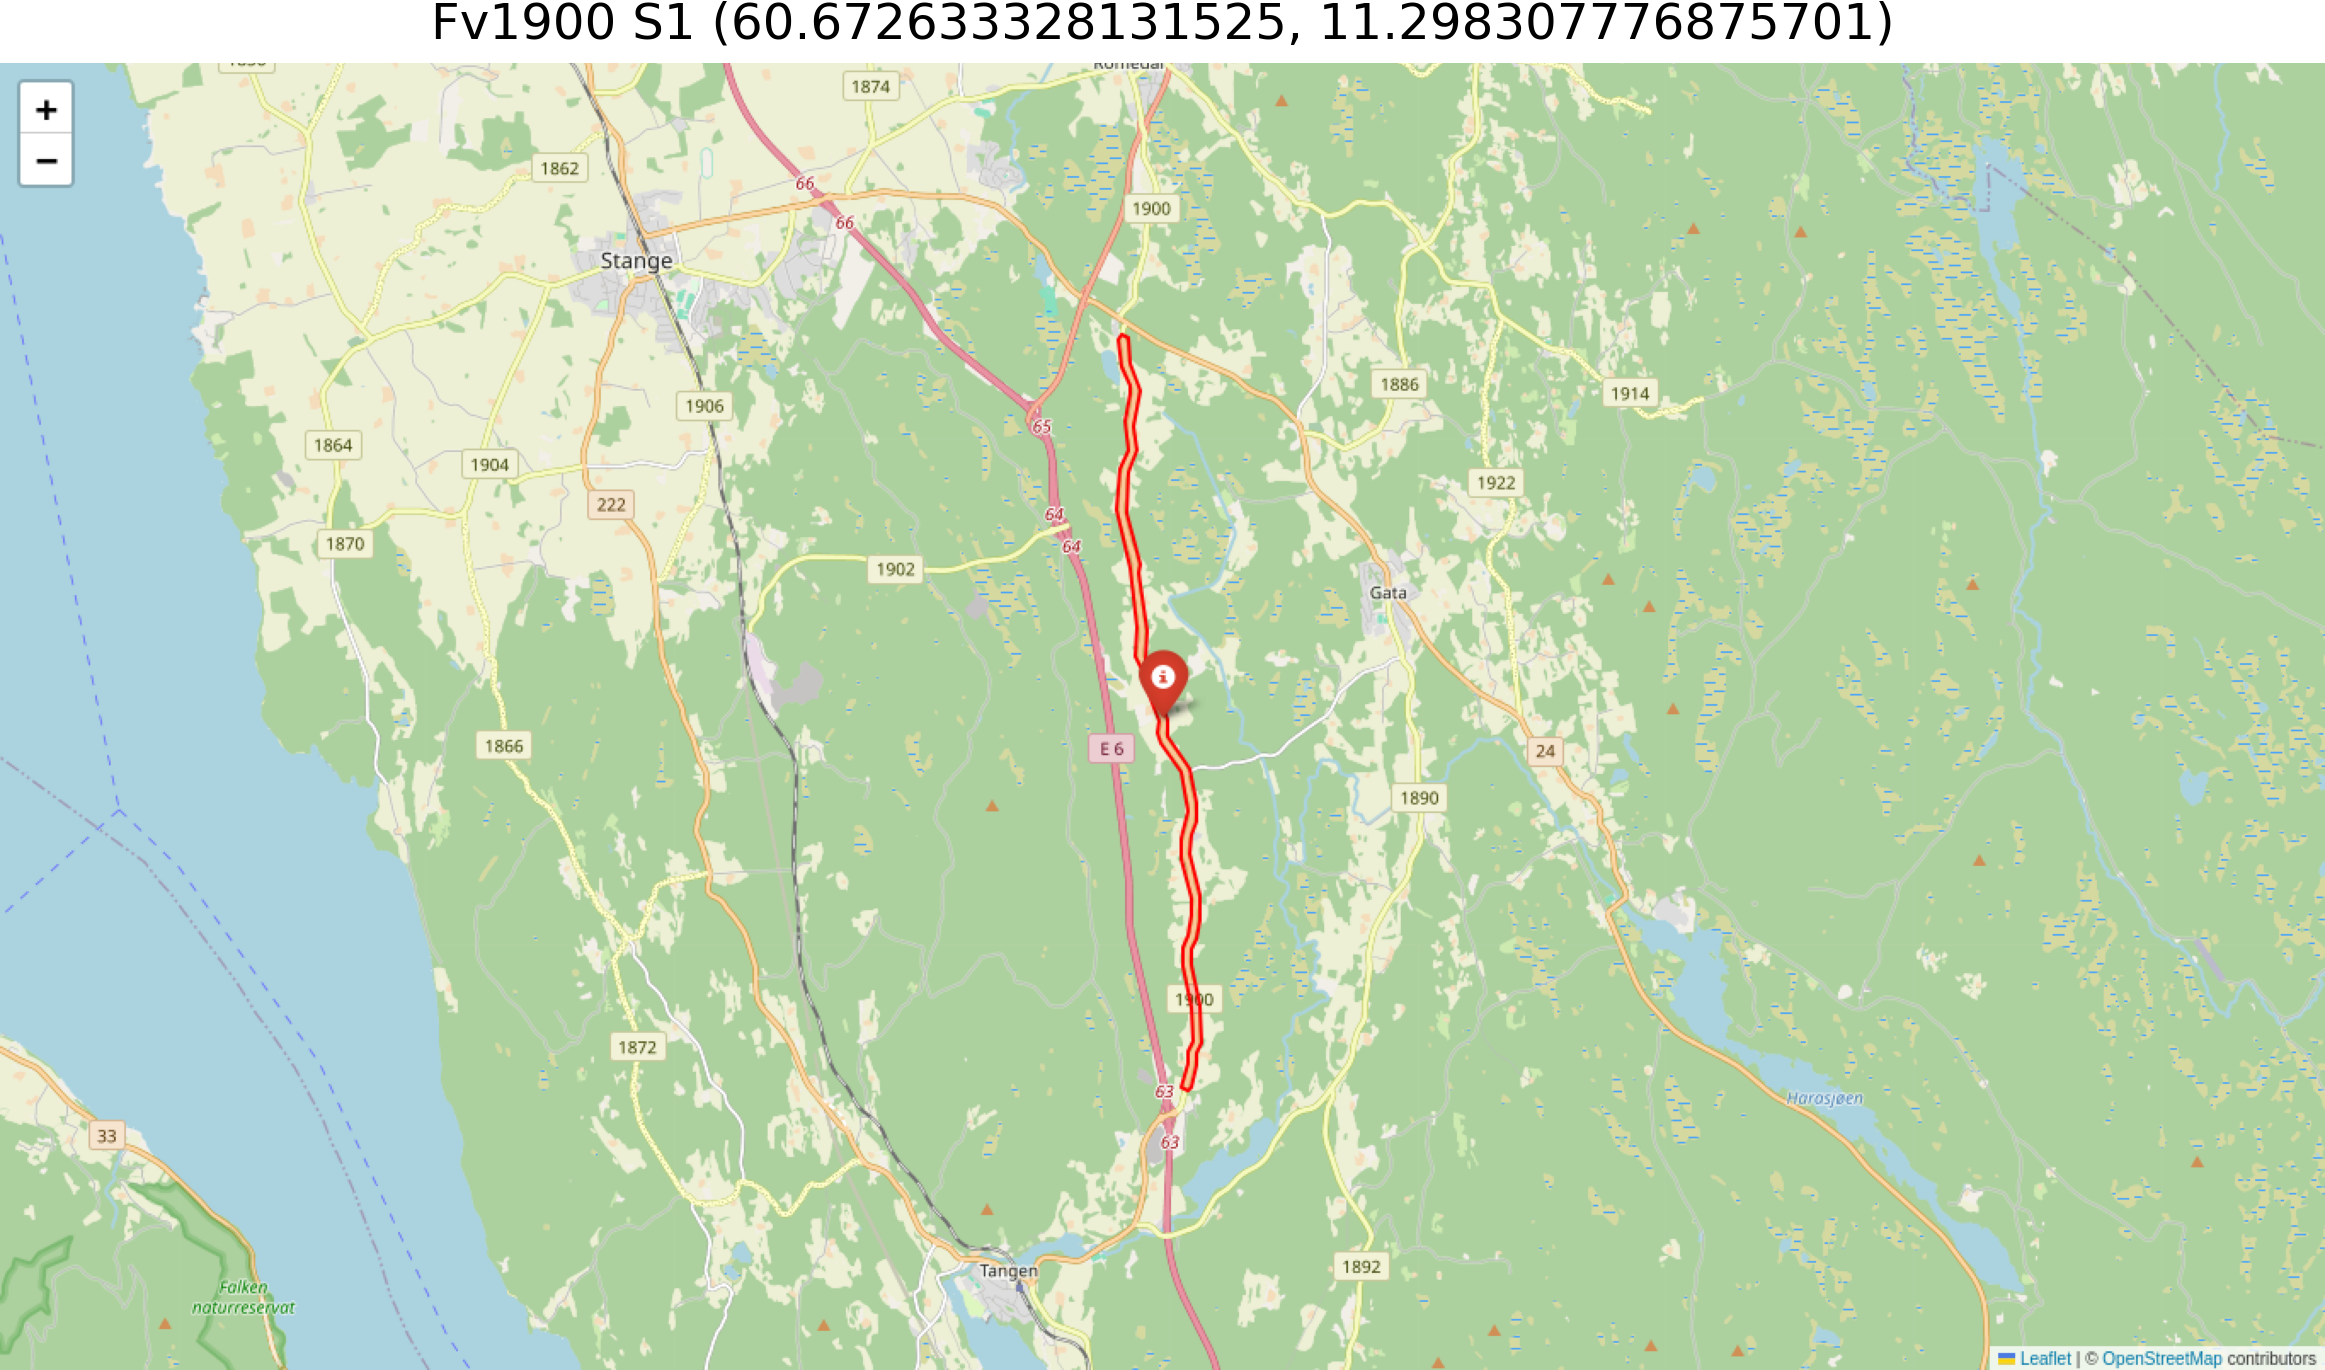 Fv1900 S1 (60.672633328131525, 11.298307776875701)
Romedal
+
−
1874
1862
66
66
1900
Stange
1906
1886
1914
65
1864
1904
222
1922
64
64
1870
1902
Gata
1866
E 6
24
1890
1900
1872
63
Harasjøen
33
63
Tangen
1892
Falken
naturreservat
Leaflet | © OpenStreetMap contributors